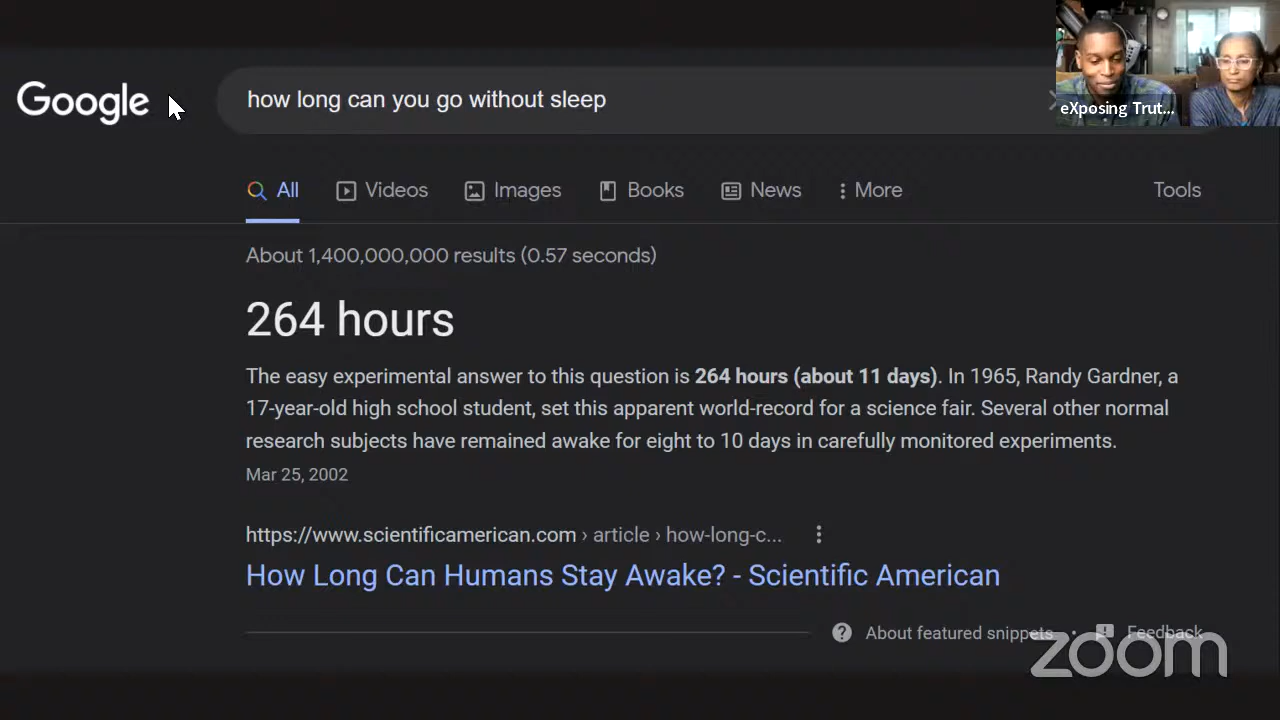 Google
how long can you go without sleep
eXposing Trut...
All
Videos
Images
Books
News
More
Tools
About 1,400,000,000 results (0.57 seconds)
264 hours
The easy experimental answer to this question is 264 hours (about 11 days). In 1965, Randy Gardner, a
17-year-old high school student, set this apparent world-record for a science fair. Several other normal
research subjects have remained awake for eight to 10 days in carefully monitored experiments.
Mar 25, 2002
https://www.scientificamerican.com › article › how-long-c...
How Long Can Humans Stay Awake? - Scientific American
About featured snippets
Feedback
zoom